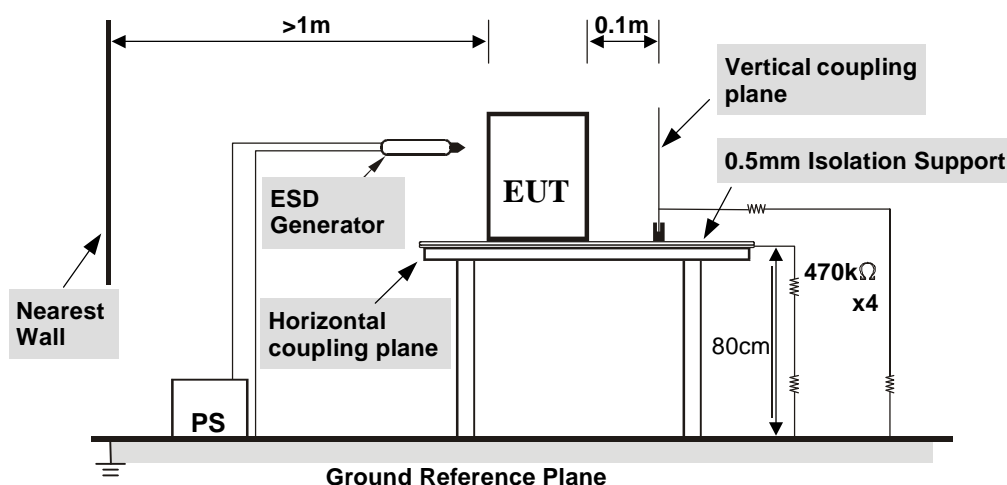 >1m
0.1m
Vertical coupling
plane
0.5mm Isolation Support
ESD
Generator
EUT
470kΩ
x4
Nearest
Wall
Horizontal
coupling plane
80cm
PS
Ground Reference Plane